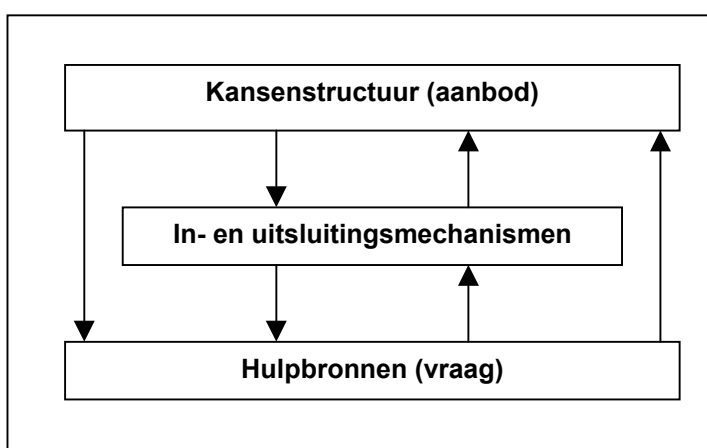 Kansenstructuur (aanbod)
In- en uitsluitingsmechanismen
Hulpbronnen (vraag)